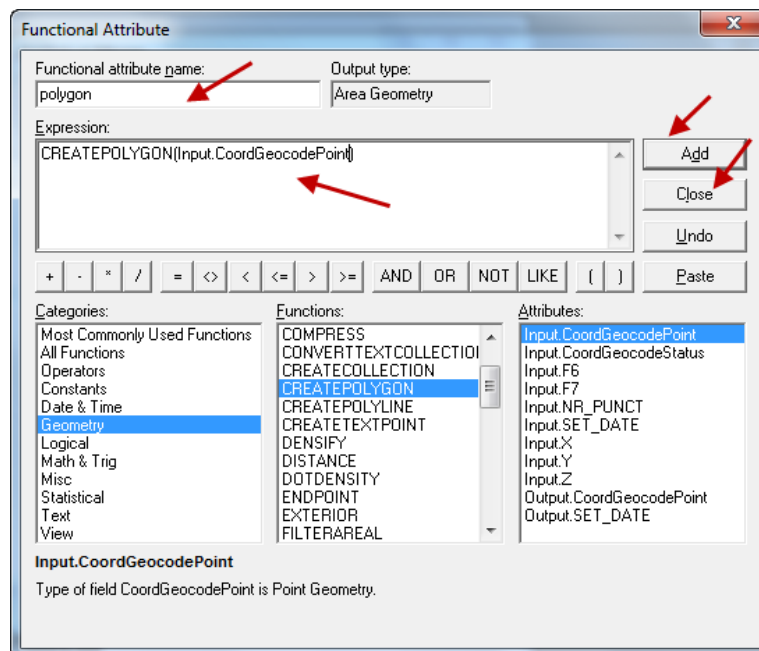 Functional Attribute
x
Functional attribute name:
Output type:
polygon
Area Geometry
Expression:
CREATEPOLYGON(Input.CoordGeocodePoint)
Add
Close
Undo
+ - * / = <> < <= > >= AND OR NOT LIKE ( ) Paste
Categories:
Functions:
Attributes:
Most Commonly Used Functions
All Functions
Operators
Constants
Date & Time
Geometry
Logical
Math & Trig
Misc
Statistical
Text
View
COMPRESS
CONVERTTEXTCOLLECTIO
CREATECOLLECTION
CREATEPOLYGON
CREATEPOLYLINE
CREATETEXTPOINT
DENSIFY
DISTANCE
DOTDENSITY
ENDPOINT
EXTERIOR
FILTERAREAL
Input.CoordGeocodePoint
Input.CoordGeocodeStatus
Input.F6
Input.F7
Input.NR_PUNCT
Input.SET_DATE
Input.X
Input.Y
Input.Z
Output.CoordGeocodePoint
Output.SET_DATE
Input.CoordGeocodePoint
Type of field CoordGeocodePoint is Point Geometry.